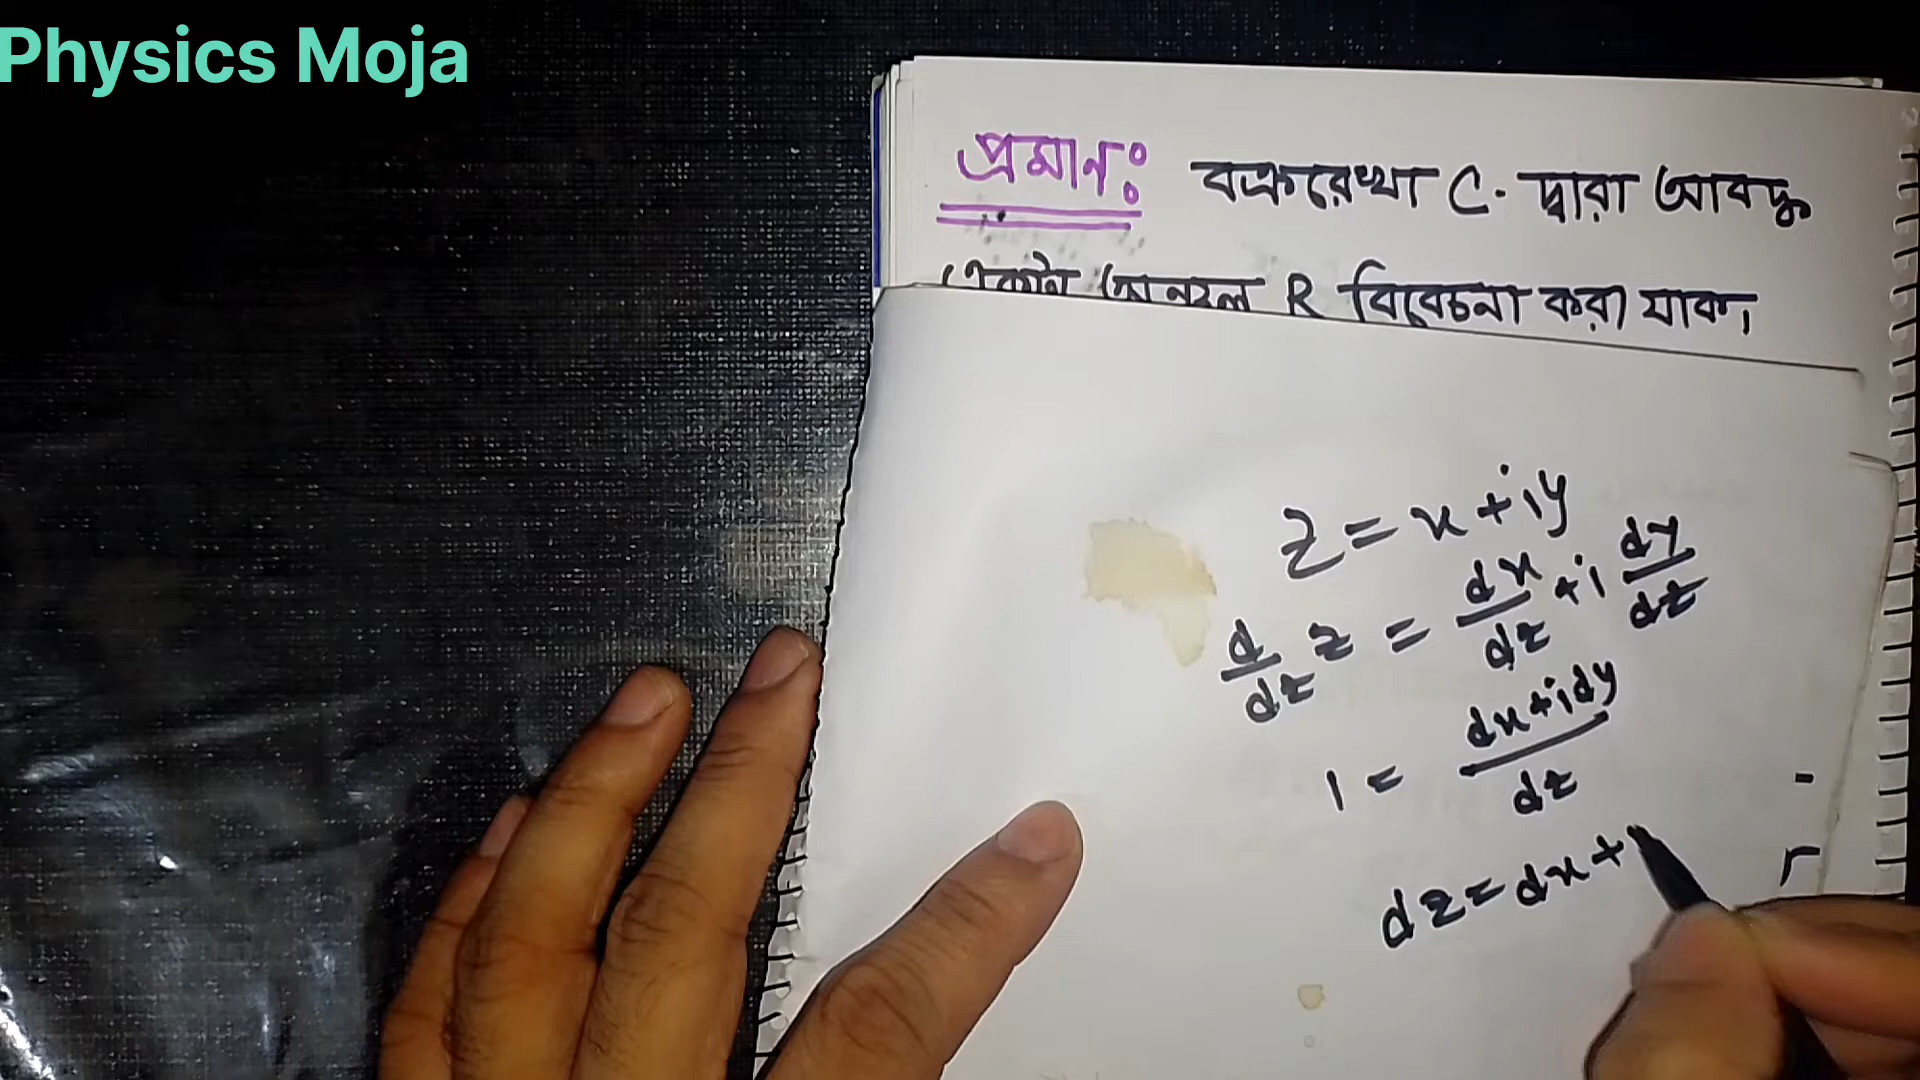 Physics Moja
প্রমানঃ বক্ররেখা C. দ্বারা আবদ্ধ
একটি R বিবেচনা করা যাক।
z = x + iy
d/dz z = dx/dz + i dy/dz
1 = dx+idy/dz
dz = dx +